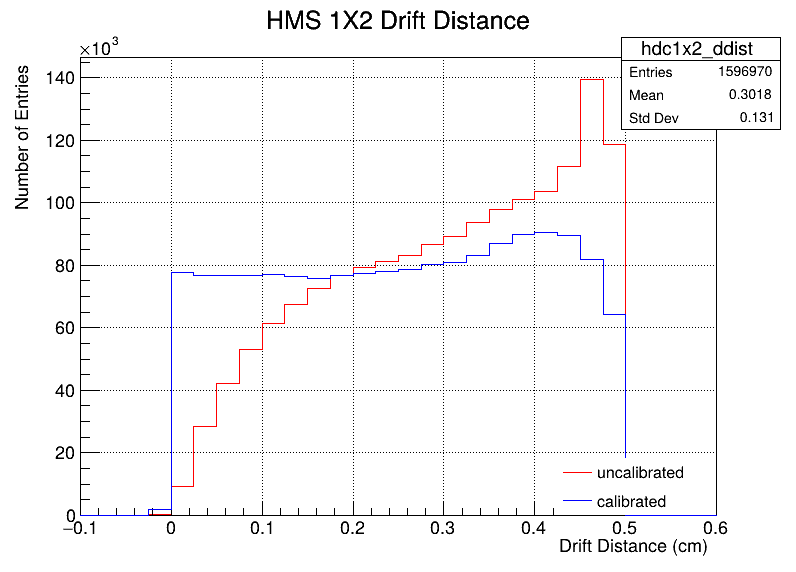 HMS 1X2 Drift Distance
×10³
hdc1x2_ddist
Entries 1596970
Mean 0.3018
Std Dev 0.131
Number of Entries
140
120
100
80
60
40
20
0
−0.1 0 0.1 0.2 0.3 0.4 0.5 0.6
Drift Distance (cm)
uncalibrated
calibrated